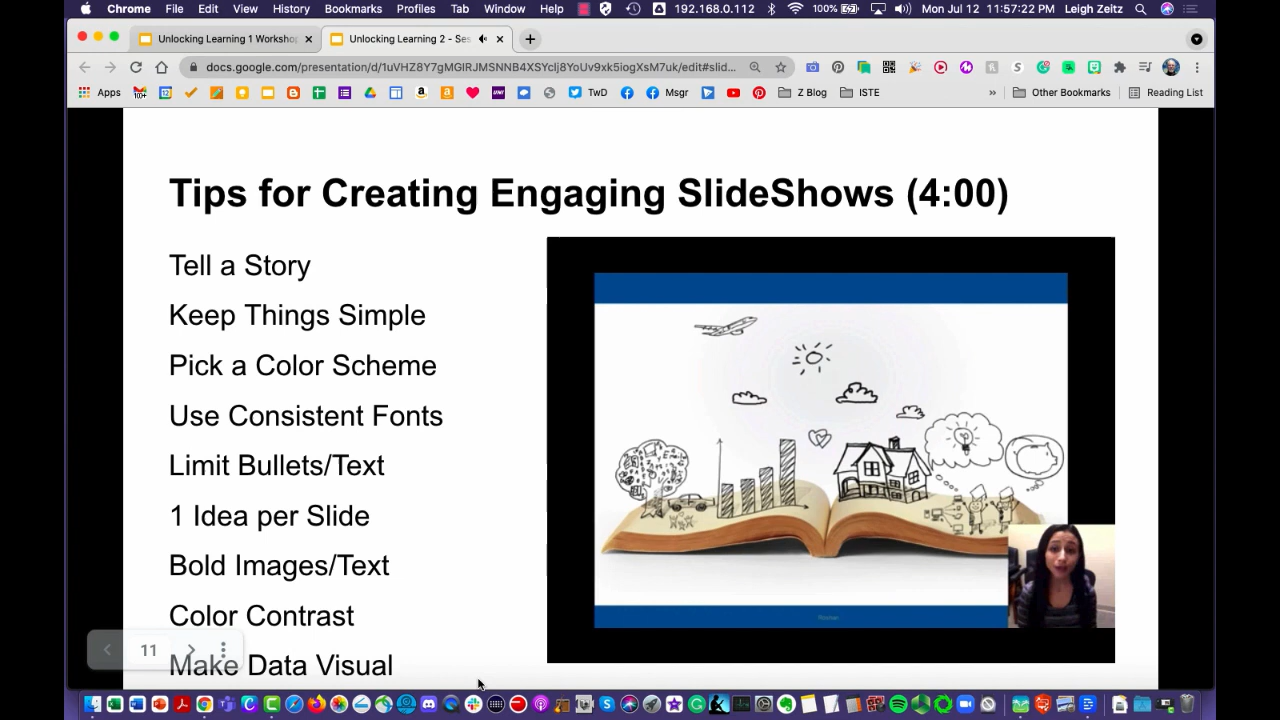 Chrome File Edit View History Bookmarks Profiles Tab Window Help 192.168.0.112 100% Mon Jul 12 11:57:22 PM Leigh Zeitz
Unlocking Learning 1 Workshop Unlocking Learning 2 - Ses
docs.google.com/presentation/d/1uVHZ8Y7gMGlRJMSNNB4XSYclj8YoUv9xk5iogXsM7uk/edit#slid...
Apps TwD Msgr Z Blog ISTE » Other Bookmarks Reading List
Tips for Creating Engaging SlideShows (4:00)
Tell a Story
Keep Things Simple
Pick a Color Scheme
Use Consistent Fonts
Limit Bullets/Text
1 Idea per Slide
Bold Images/Text
Color Contrast
11
Make Data Visual